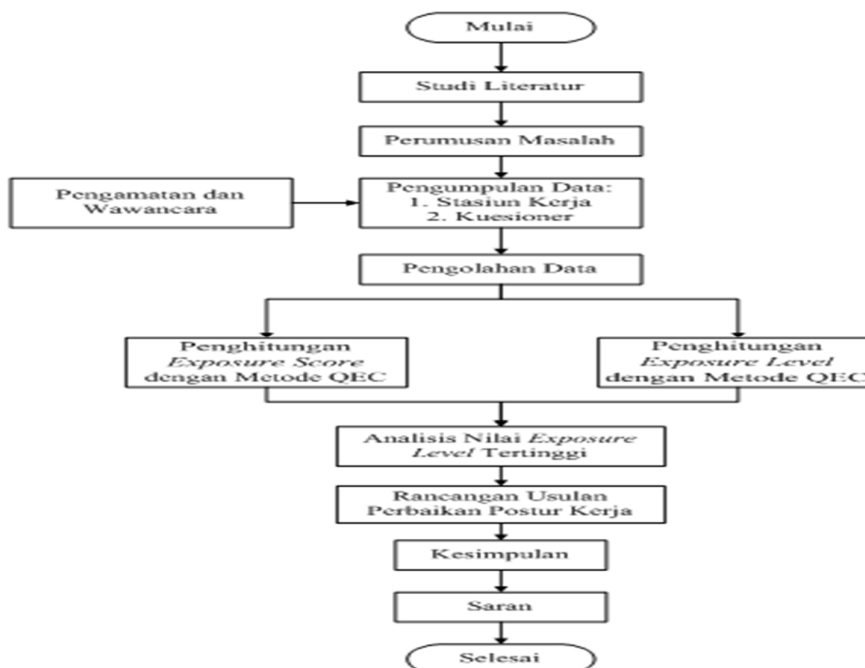 Mulai
Studi Literatur
Perumusan Masalah
Pengamatan dan
Wawancara
Pengumpulan Data:
1. Stasiun Kerja
2. Kuesioner
Pengolahan Data
Penghitungan
Exposure Score
dengan Metode QEC
Penghitungan
Exposure Level
dengan Metode QEC
Analisis Nilai Exposure
Level Tertinggi
Rancangan Usulan
Perbaikan Postur Kerja
Kesimpulan
Saran
Selesai